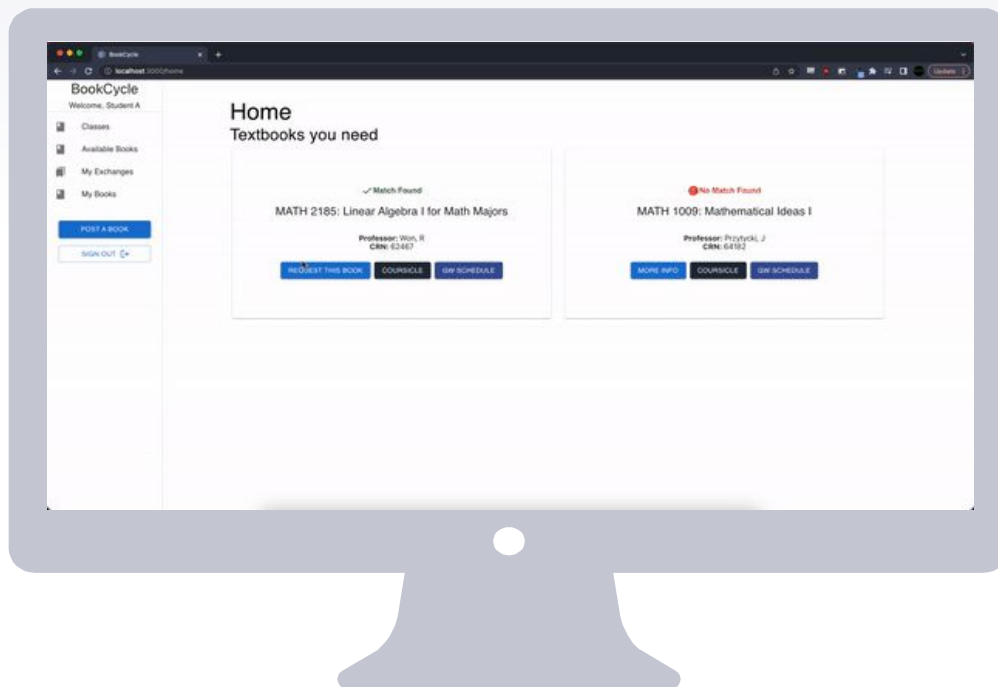 BookCycle
localhost:3000/home
Update
BookCycle
Welcome, Student A
Classes
Available Books
My Exchanges
My Books
POST A BOOK
SIGN OUT
Home
Textbooks you need
Match Found
MATH 2185: Linear Algebra I for Math Majors
Professor: Won, R
CRN: 62467
REQUEST THIS BOOK COURSICLE GW SCHEDULE
No Match Found
MATH 1009: Mathematical Ideas I
Professor: Przytycki, J
CRN: 64182
MORE INFO COURSICLE GW SCHEDULE